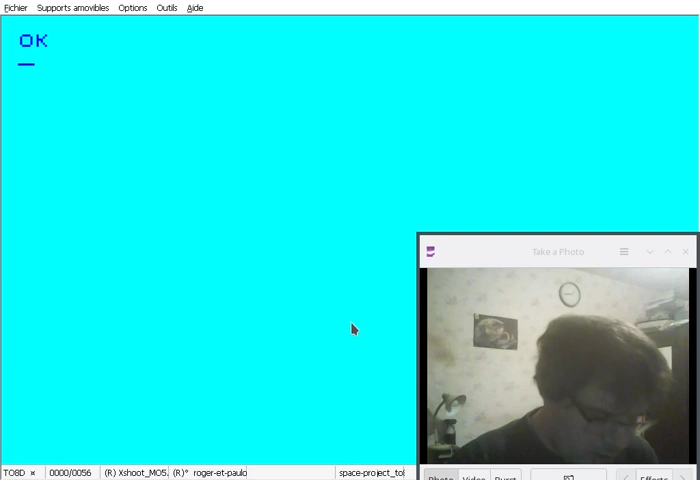 Fichier Supports amovibles Options Outils Aide
OK
Take a Photo
TO8D × 0000/0056 (R) Xshoot_MO5. (R)° roger-et-paulo space-project_to
Photo Video Burst Effects